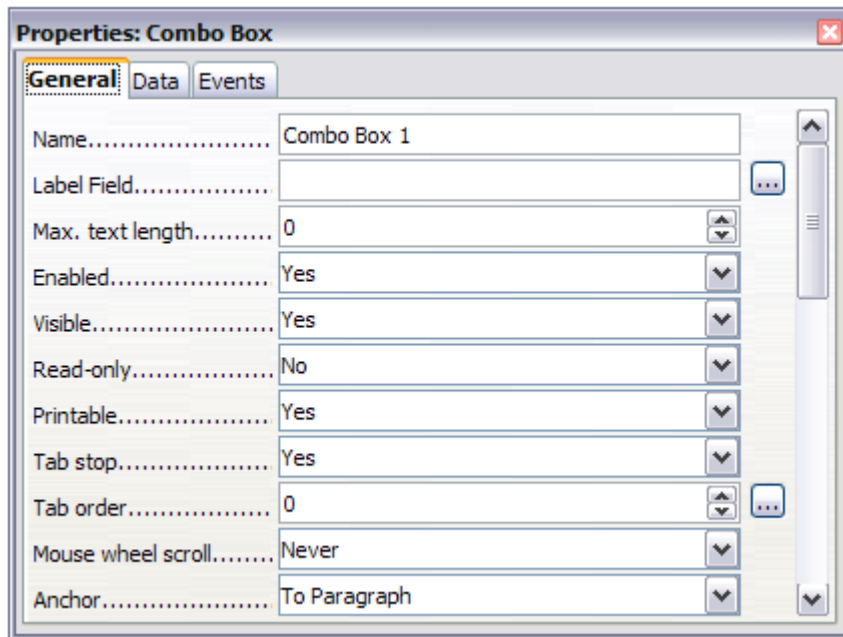 Properties: Combo Box
General Data Events
Name....................... Combo Box 1
Label Field..................
Max. text length.......... 0
Enabled..................... Yes
Visible....................... Yes
Read-only.................. No
Printable.................... Yes
Tab stop.................... Yes
Tab order.................. 0
...
Mouse wheel scroll........ Never
Anchor...................... To Paragraph